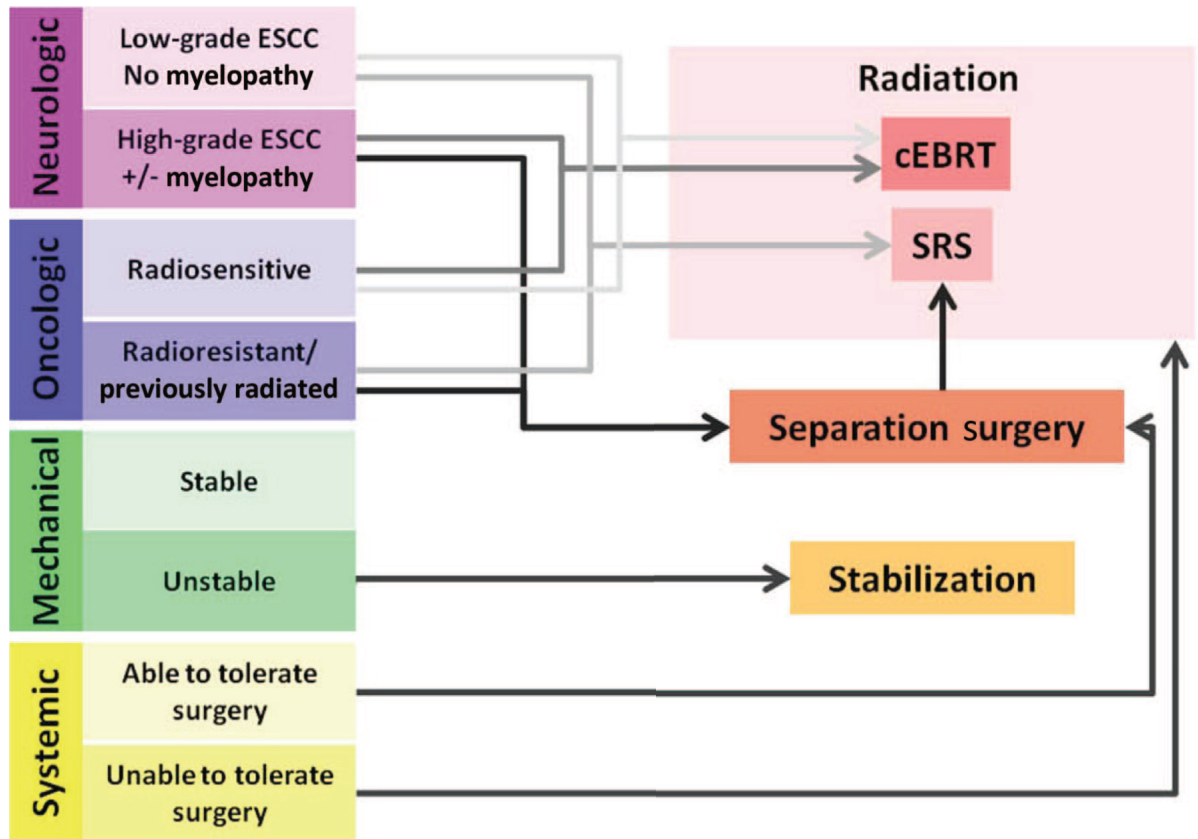 Neurologic
Low-grade ESCC
No myelopathy
High-grade ESCC
+/- myelopathy
Oncologic
Radiosensitive
Radioresistant/
previously radiated
Mechanical
Stable
Unstable
Systemic
Able to tolerate
surgery
Unable to tolerate
surgery
Radiation
cEBRT
SRS
Separation surgery
Stabilization